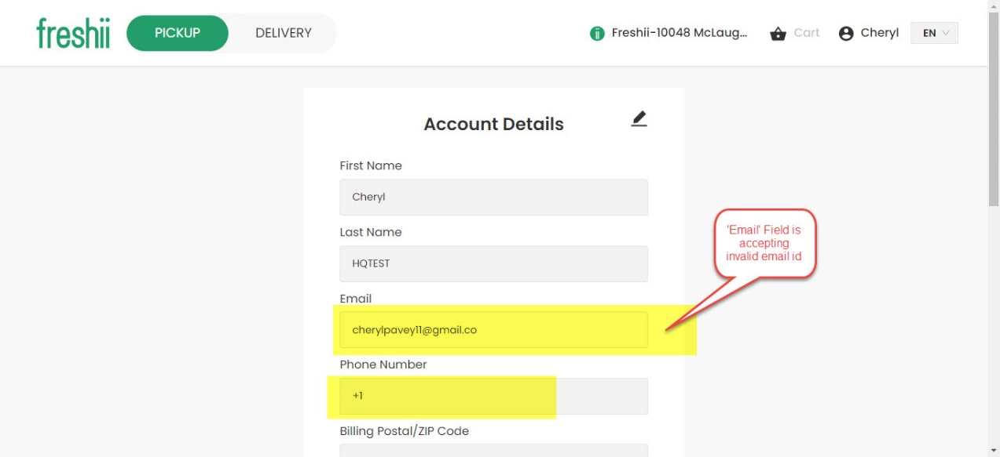 freshii PICKUP DELIVERY Freshii-10048 McLaug... Cart Cheryl EN
Account Details
First Name
Cheryl
Last Name
HQTEST
'Email' Field is
accepting
invalid email id
Email
cherylpavey11@gmail.co
Phone Number
+1
Billing Postal/ZIP Code